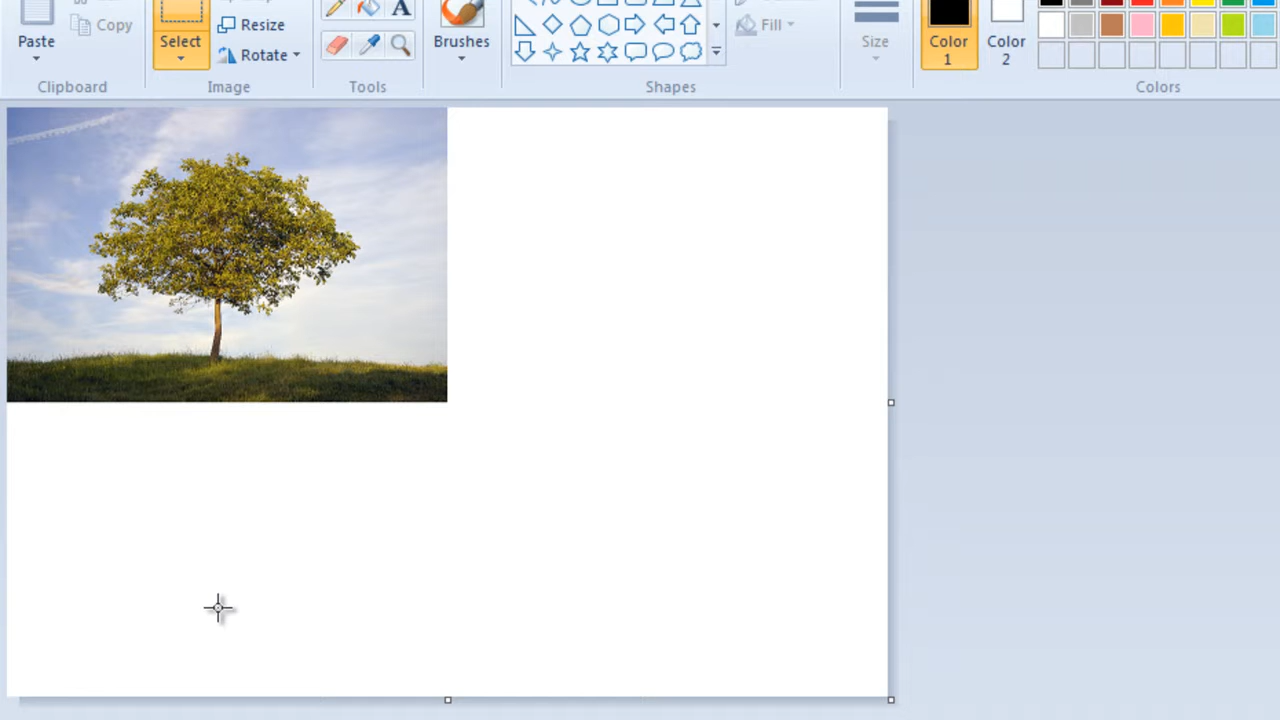 Paste
Copy
Select
Resize
Rotate
A
Brushes
Fill
Size
Color
1
Color
2
Clipboard
Image
Tools
Shapes
Colors